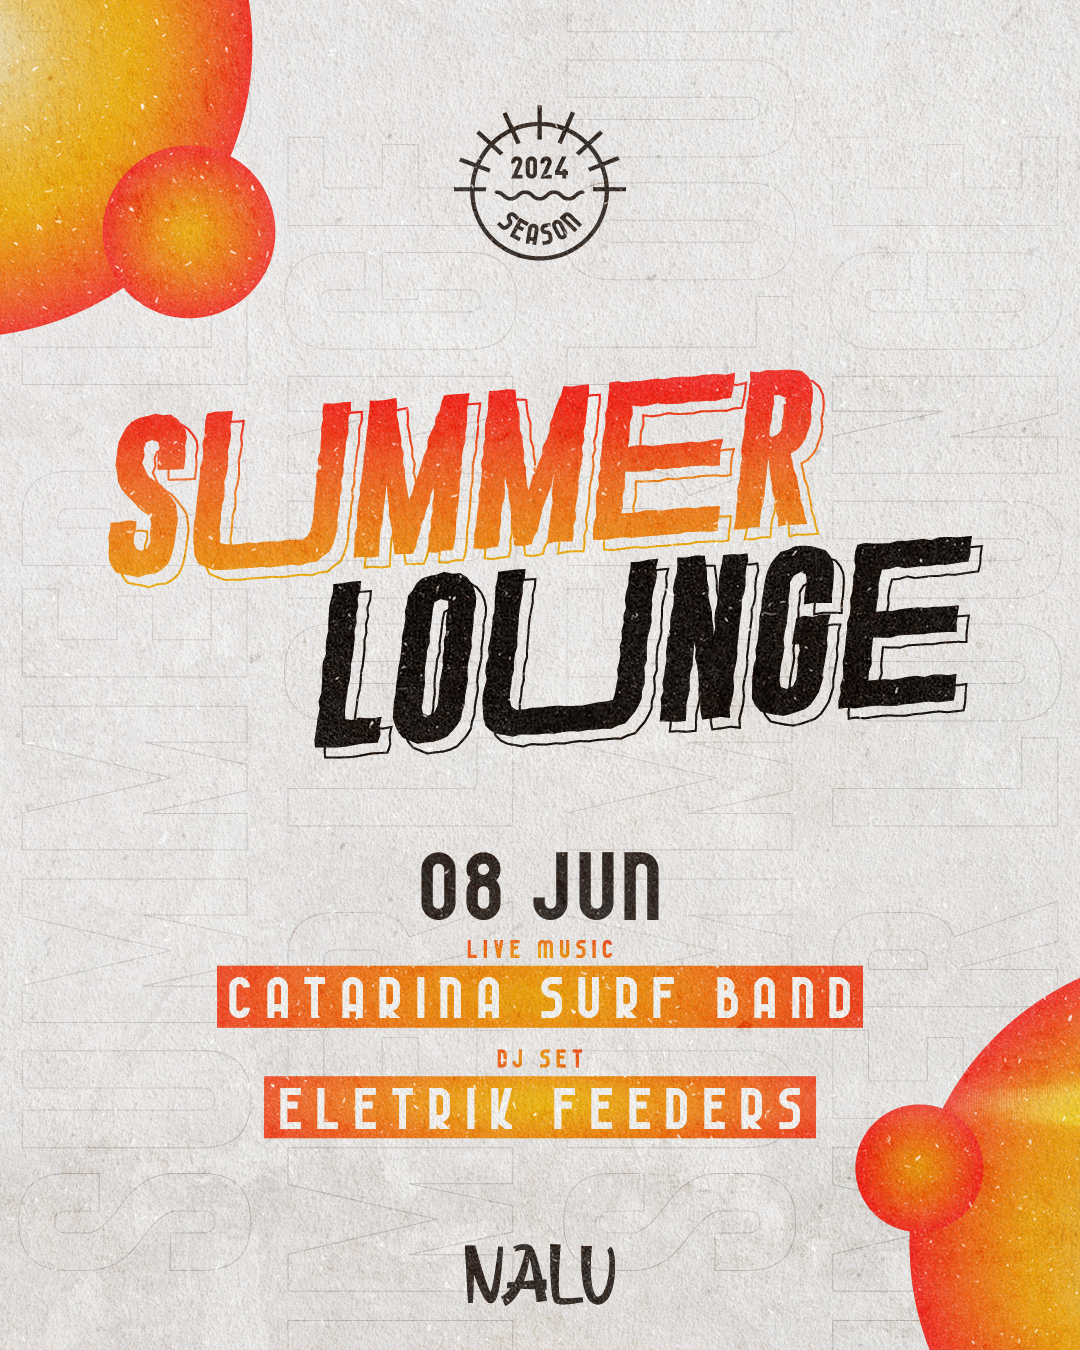 2024
SEASON
SUMMER
LOUNGE
08 JUN
LIVE MUSIC
CATARINA SURF BAND
DJ SET
ELETRIK FEEDERS
NALU